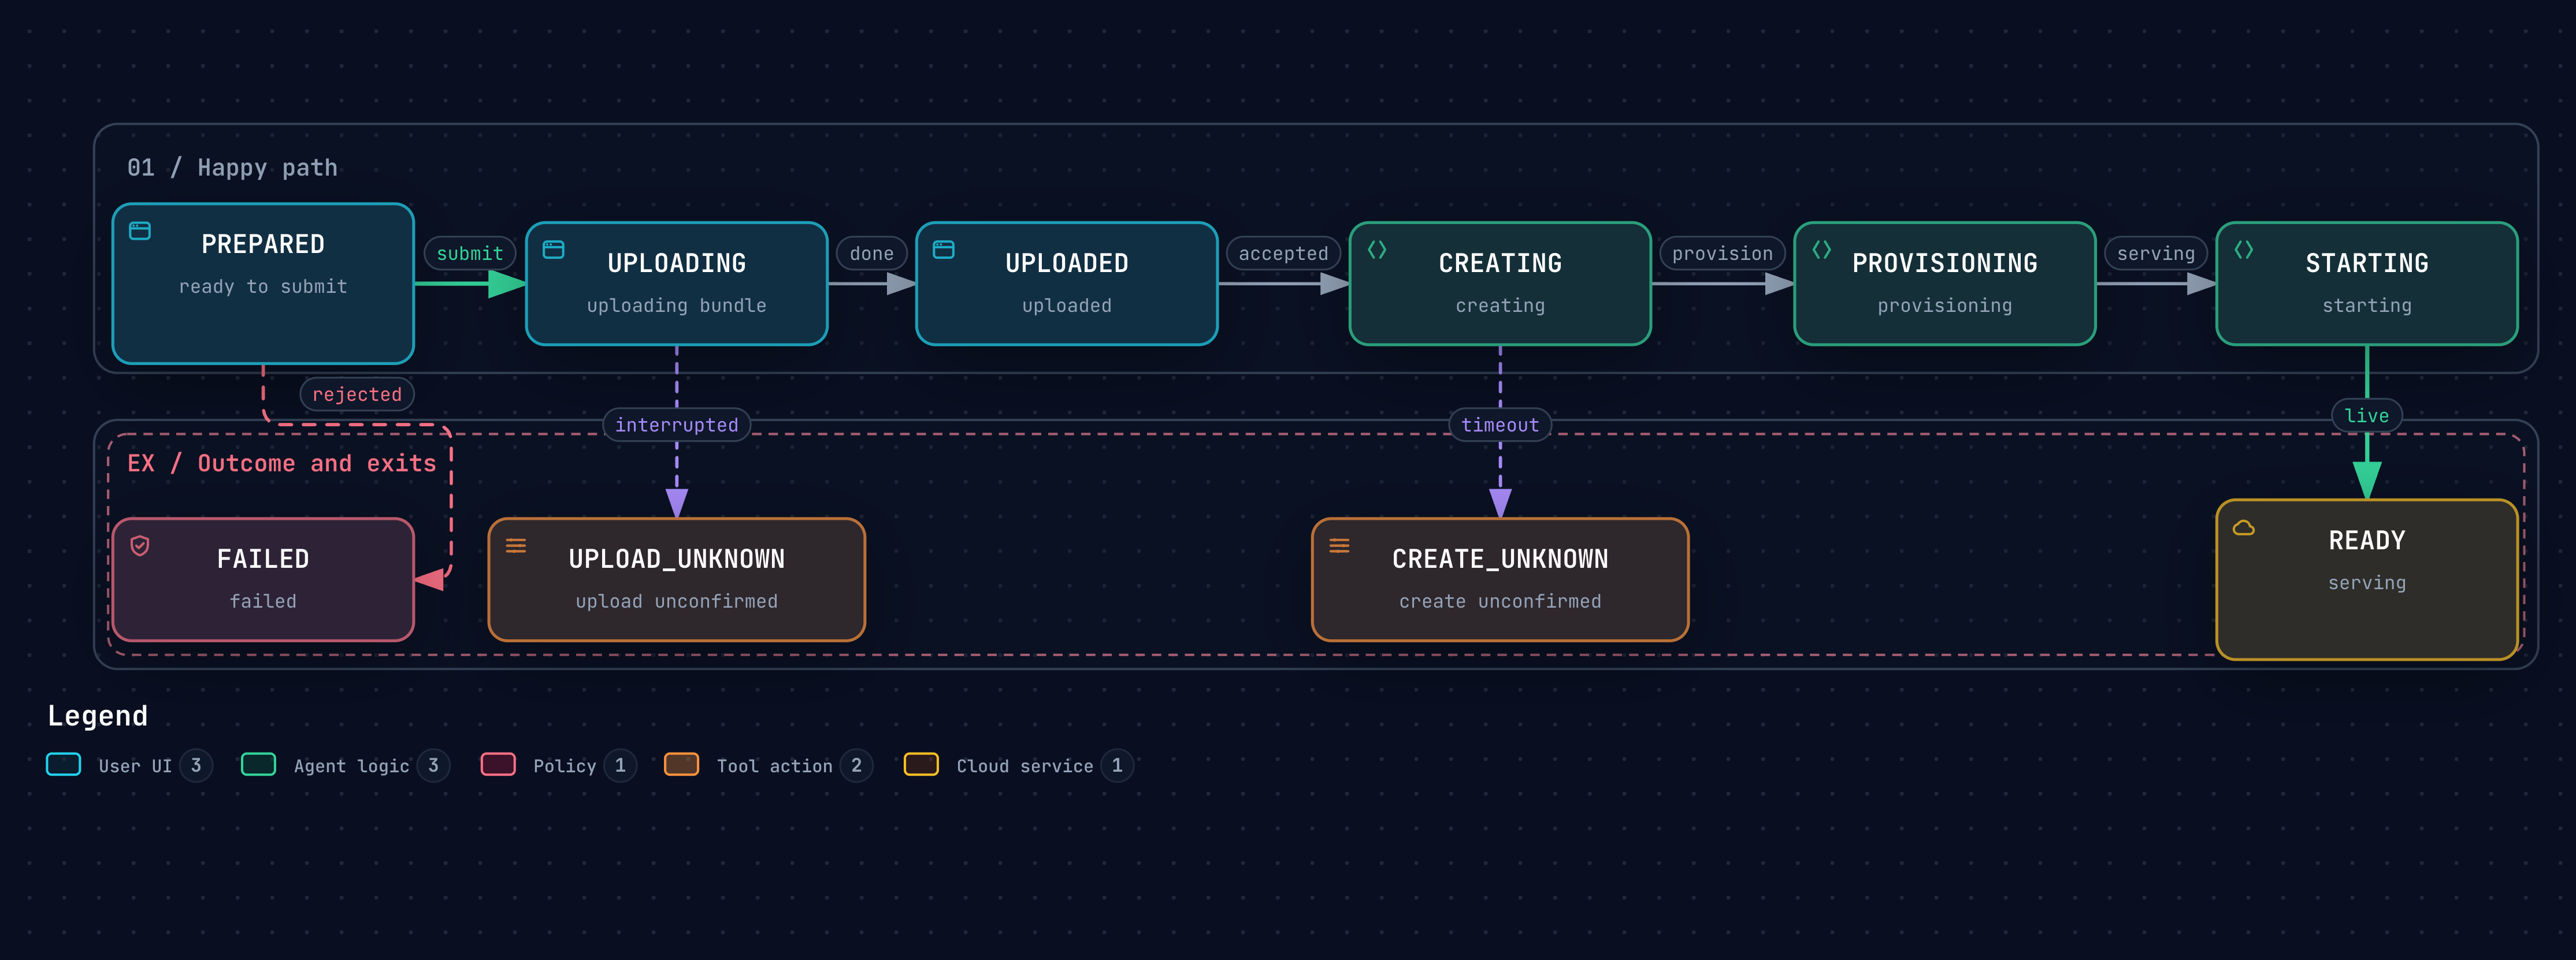 01 / Happy path
PREPARED
ready to submit
submit
UPLOADING
uploading bundle
done
UPLOADED
uploaded
accepted
CREATING
creating
provision
PROVISIONING
provisioning
serving
STARTING
starting
rejected
interrupted
timeout
live
EX / Outcome and exits
FAILED
failed
UPLOAD_UNKNOWN
upload unconfirmed
CREATE_UNKNOWN
create unconfirmed
READY
serving
Legend
User UI 3
Agent logic 3
Policy 1
Tool action 2
Cloud service 1